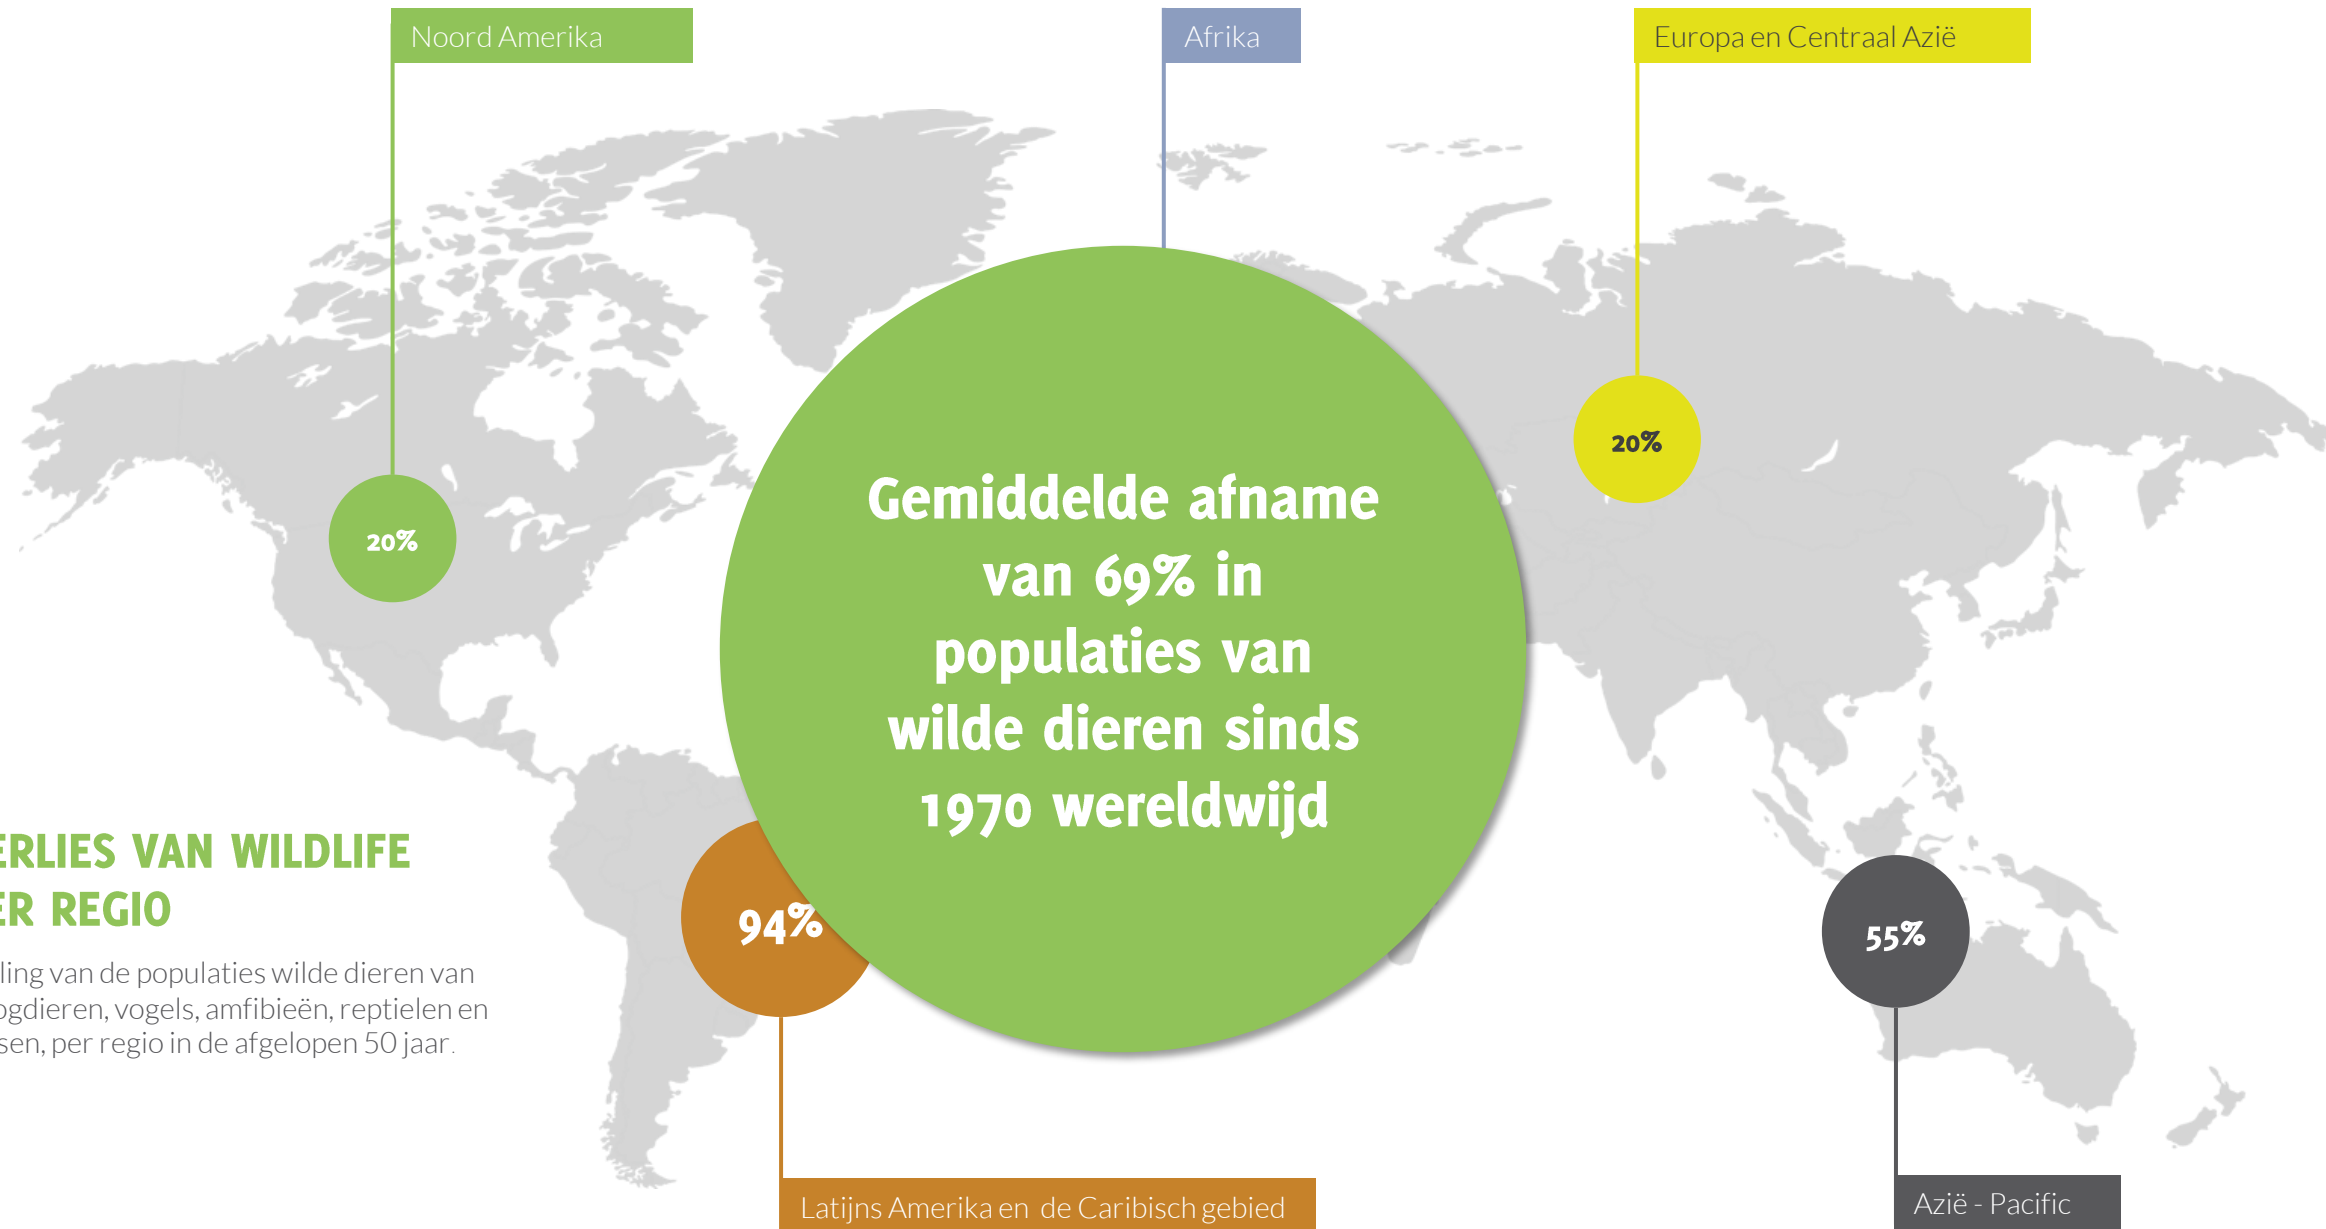 Noord Amerika
Afrika
Europa en Centraal Azië
20%
20%
Gemiddelde afname
van 69% in
populaties van
wilde dieren sinds
1970 wereldwijd
94%
55%
ERLIES VAN WILDLIFE
ER REGIO
ling van de populaties wilde dieren van
ogdieren, vogels, amfibieën, reptielen en
sen, per regio in de afgelopen 50 jaar.
Latijns Amerika en de Caribisch gebied
Azië - Pacific